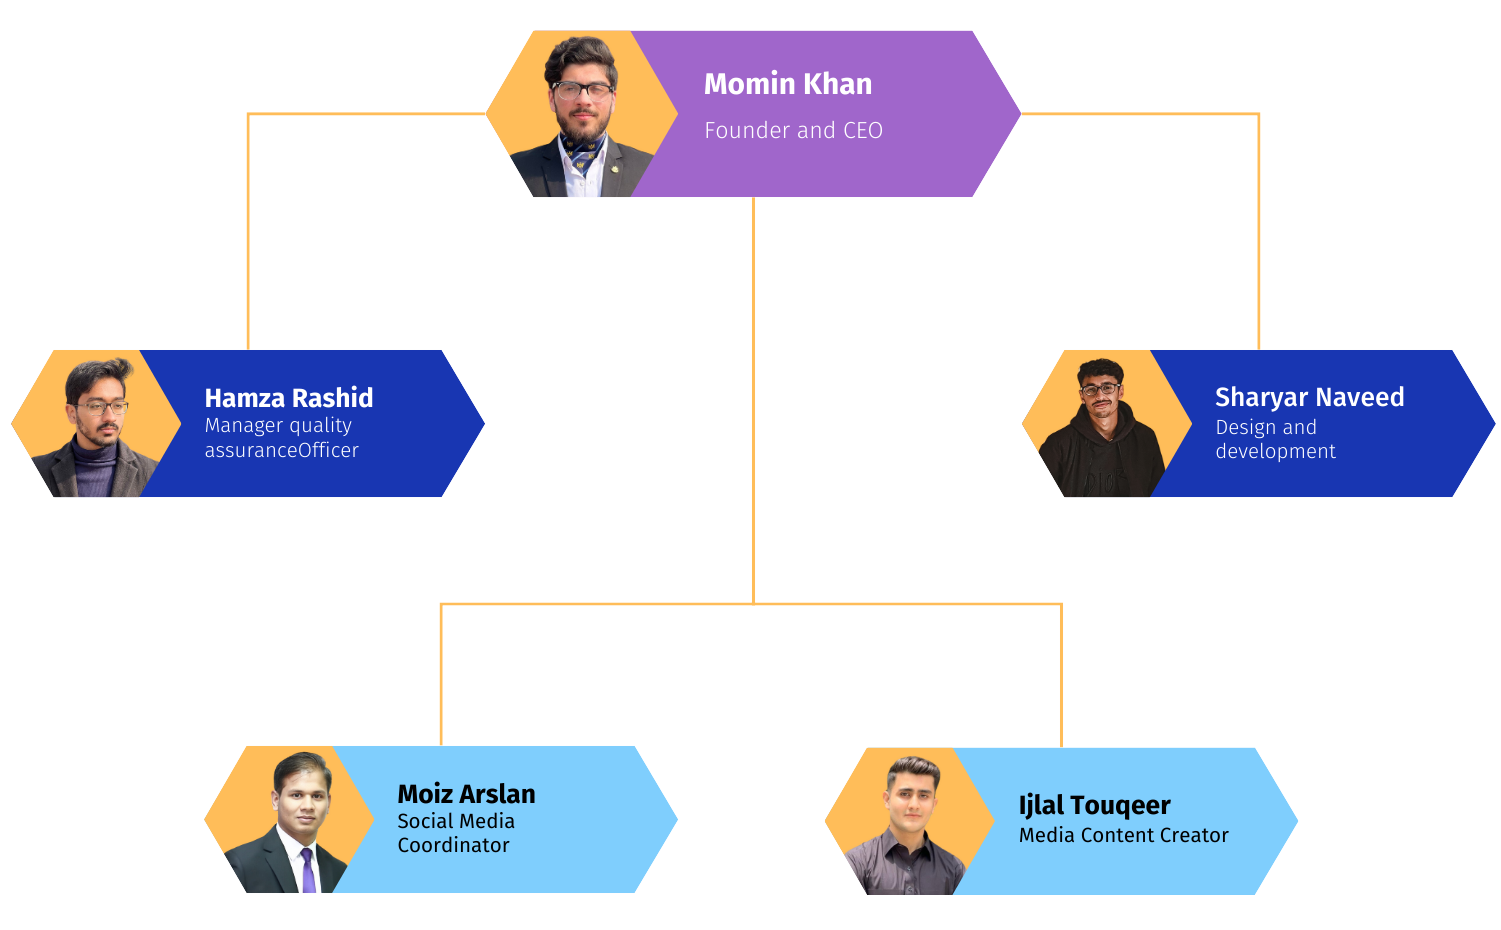 Momin Khan
Founder and CEO
Hamza Rashid
Manager quality
assuranceOfficer
Sharyar Naveed
Design and
development
Moiz Arslan
Social Media
Coordinator
Ijlal Touqeer
Media Content Creator